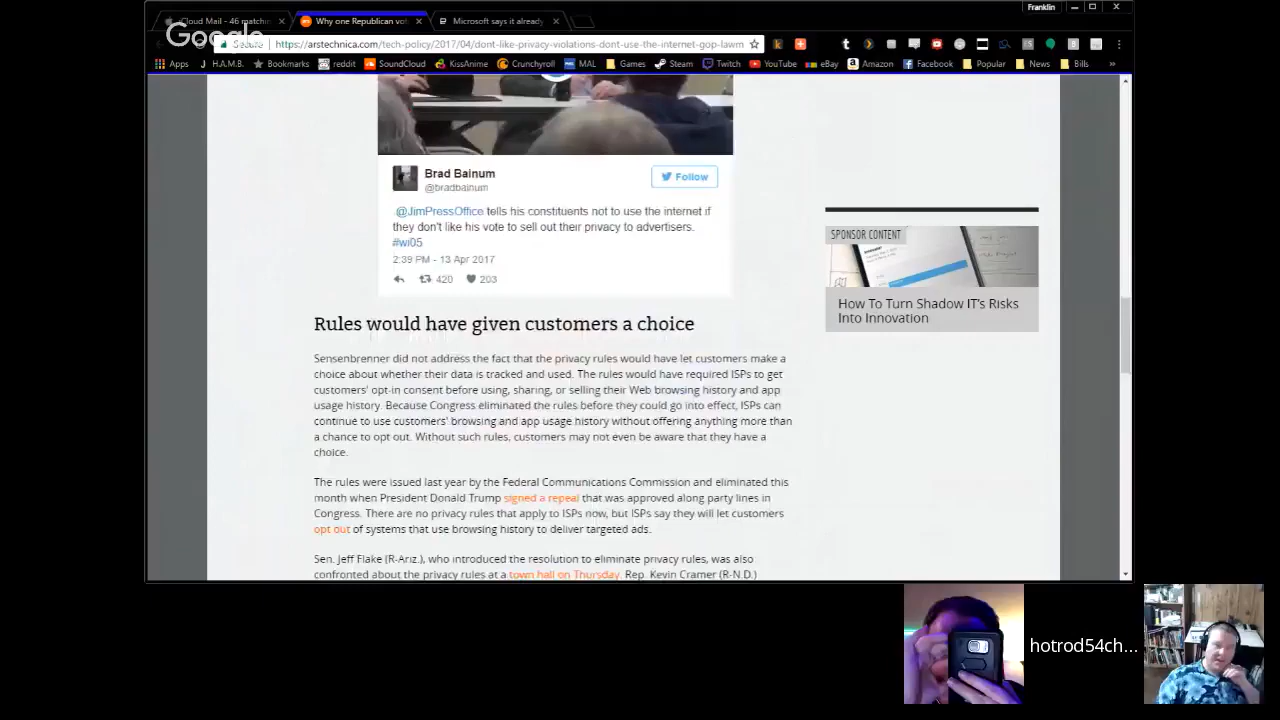 Franklin
iCloud Mail - 46 matchin
Why one Republican vot
Microsoft says it already
Google
Secure
https://arstechnica.com/tech-policy/2017/04/dont-like-privacy-violations-dont-use-the-internet-gop-lawm
Apps
J.H.A.M.B.
Bookmarks
reddit
SoundCloud
KissAnime
Crunchyroll
MAL
Games
Steam
Twitch
YouTube
eBay
Amazon
Facebook
Popular
News
Bills
»
Brad Bainum
@bradbainum
Follow
.@JimPressOffice tells his constituents not to use the internet if
they don't like his vote to sell out their privacy to advertisers.
#wi05
2:39 PM - 13 Apr 2017
420
203
SPONSOR CONTENT
How To Turn Shadow IT's Risks
Into Innovation
Rules would have given customers a choice
Sensenbrenner did not address the fact that the privacy rules would have let customers make a
choice about whether their data is tracked and used. The rules would have required ISPs to get
customers' opt-in consent before using, sharing, or selling their Web browsing history and app
usage history. Because Congress eliminated the rules before they could go into effect, ISPs can
continue to use customers' browsing and app usage history without offering anything more than
a chance to opt out. Without such rules, customers may not even be aware that they have a
choice.
The rules were issued last year by the Federal Communications Commission and eliminated this
month when President Donald Trump signed a repeal that was approved along party lines in
Congress. There are no privacy rules that apply to ISPs now, but ISPs say they will let customers
opt out of systems that use browsing history to deliver targeted ads.
Sen. Jeff Flake (R-Ariz.), who introduced the resolution to eliminate privacy rules, was also
confronted about the privacy rules at a town hall on Thursday. Rep. Kevin Cramer (R-N.D.)
hotrod54ch...